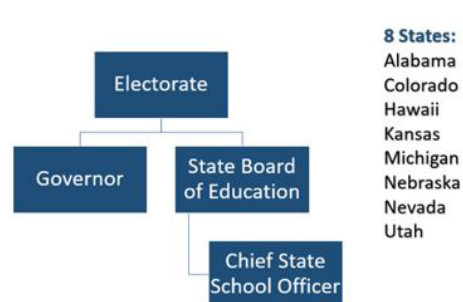 Electorate
Governor
State Board
of Education
Chief State
School Officer
8 States:
Alabama
Colorado
Hawaii
Kansas
Michigan
Nebraska
Nevada
Utah